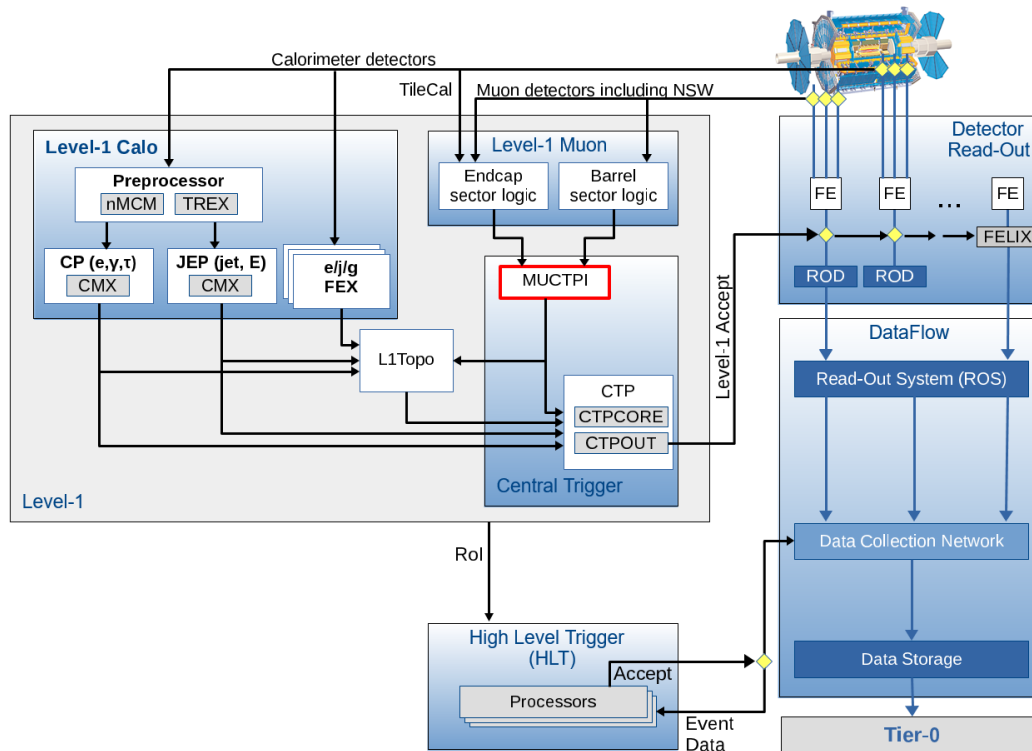 Calorimeter detectors
TileCal
Muon detectors including NSW
Level-1 Calo
Preprocessor
nMCM
TREX
CP (e,γ,τ)
CMX
JEP (jet, E)
CMX
e/j/g
FEX
Level-1 Muon
Endcap
sector logic
Barrel
sector logic
MUCTPI
L1Topo
CTP
CTPCORE
CTPOUT
Central Trigger
Level-1
Level-1 Accept
Detector
Read-Out
FE
FE
...
FE
FELIX
ROD
ROD
DataFlow
Read-Out System (ROS)
Data Collection Network
Data Storage
Tier-0
RoI
High Level Trigger
(HLT)
Accept
Processors
Event
Data